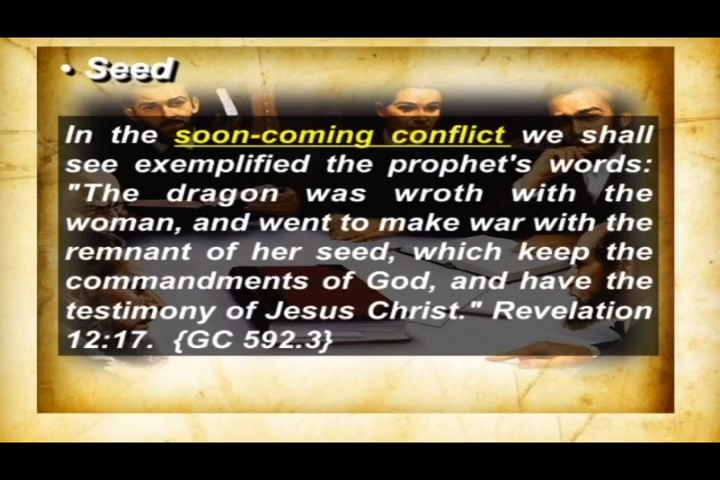 • Seed
In the soon-coming conflict we shall
see exemplified the prophet's words:
"The dragon was wroth with the
woman, and went to make war with the
remnant of her seed, which keep the
commandments of God, and have the
testimony of Jesus Christ." Revelation
12:17. {GC 592.3}